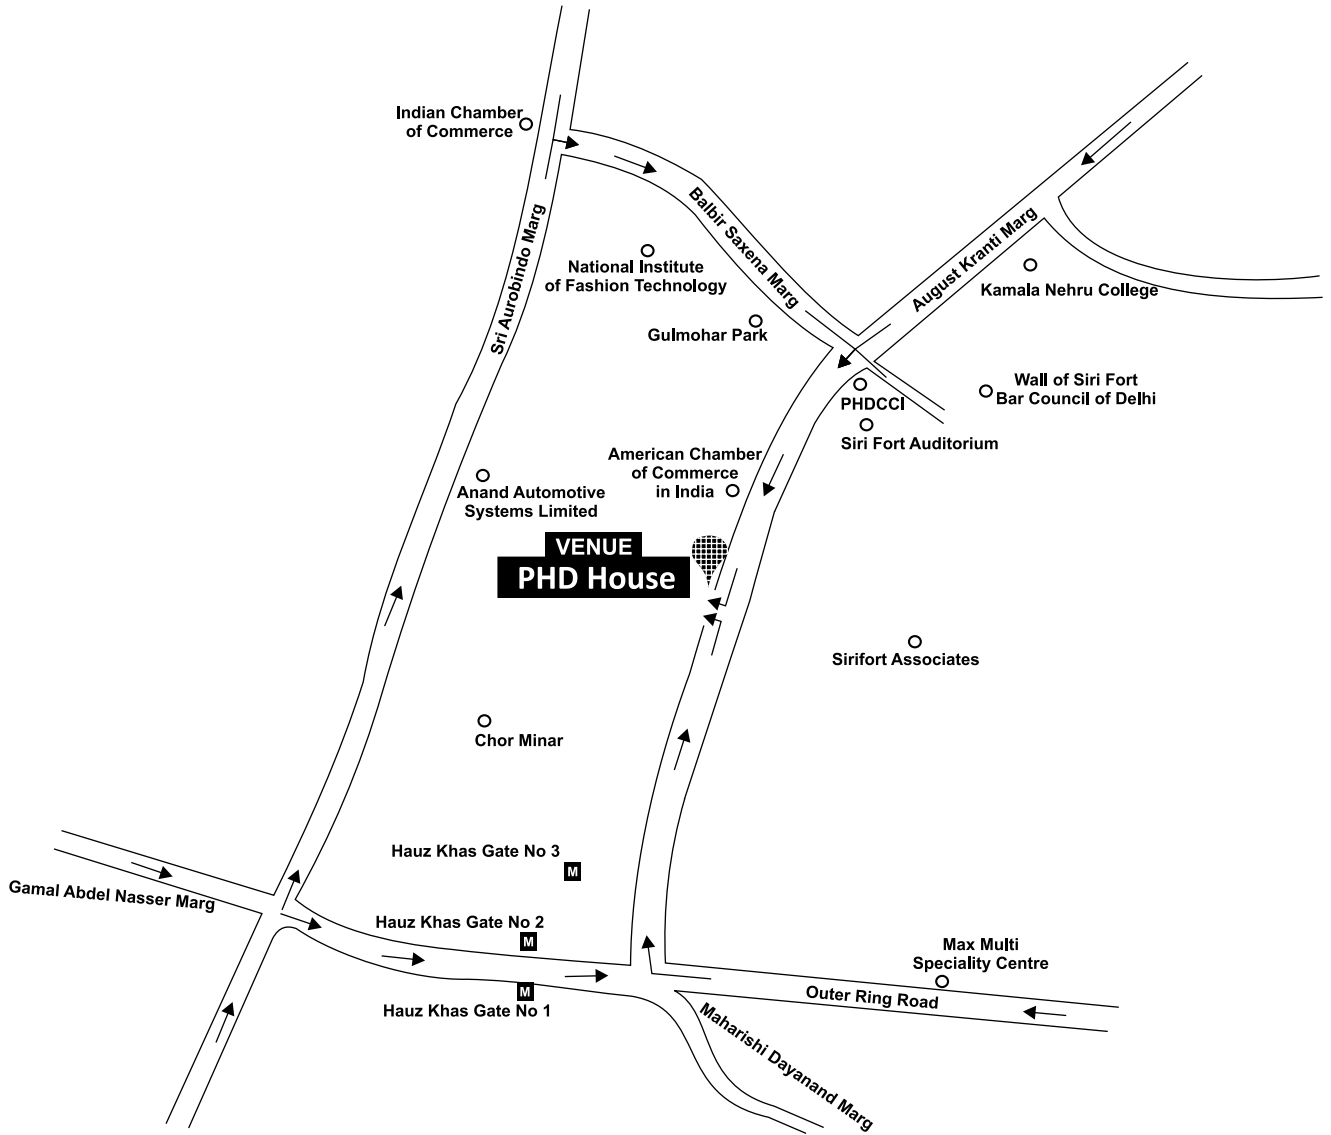 Indian Chamber
of Commerce
Sri Aurobindo Marg
Balbir Saxena Marg
August Kranti Marg
National Institute
of Fashion Technology
Kamala Nehru College
Gulmohar Park
Wall of Siri Fort
Bar Council of Delhi
PHDCCI
Siri Fort Auditorium
American Chamber
of Commerce
in India
Anand Automotive
Systems Limited
VENUE
PHD House
Sirifort Associates
Chor Minar
Hauz Khas Gate No 3
M
Gamal Abdel Nasser Marg
Hauz Khas Gate No 2
M
Max Multi
Speciality Centre
M
Hauz Khas Gate No 1
Outer Ring Road
Maharishi Dayanand Marg